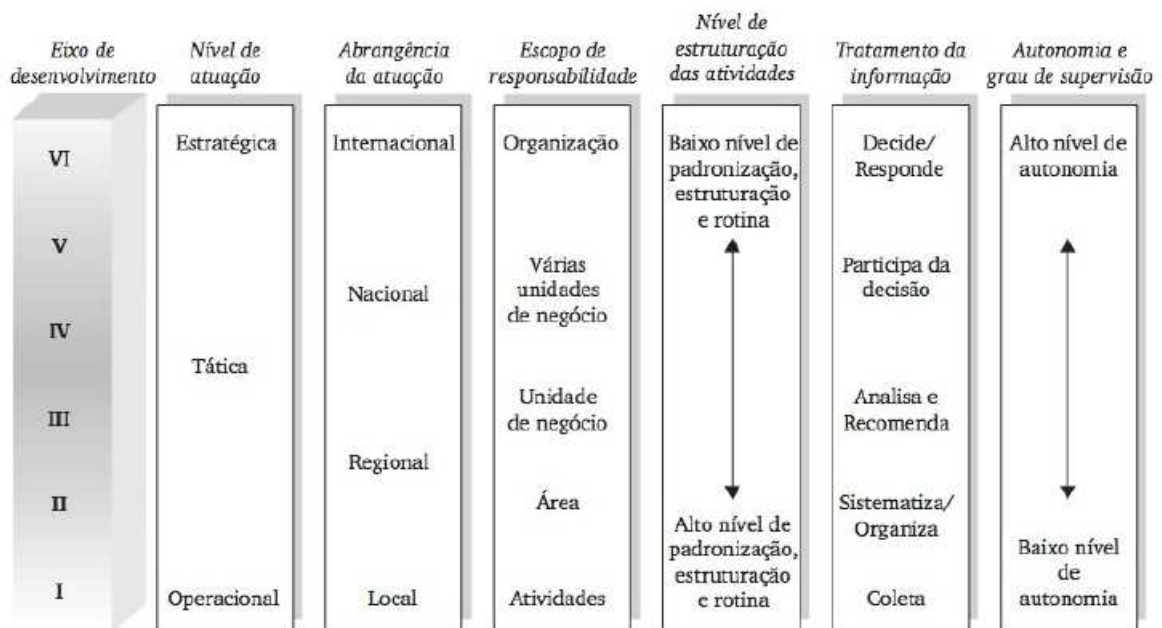 Eixo de
desenvolvimento
Nível de
atuação
Abrangência
da atuação
Escopo de
responsabilidade
Nível de
estruturação
das atividades
Tratamento da
informação
Autonomia e
grau de supervisão
VI
V
IV
III
II
I
Estratégica
Tática
Operacional
Internacional
Nacional
Regional
Local
Organização
Várias
unidades
de negócio
Unidade
de negócio
Área
Atividades
Baixo nível de
padronização,
estruturação
e rotina
Alto nível de
padronização,
estruturação
e rotina
Decide/
Responde
Participa da
decisão
Analisa e
Recomenda
Sistematiza/
Organiza
Coleta
Alto nível de
autonomia
Baixo nível
de
autonomia